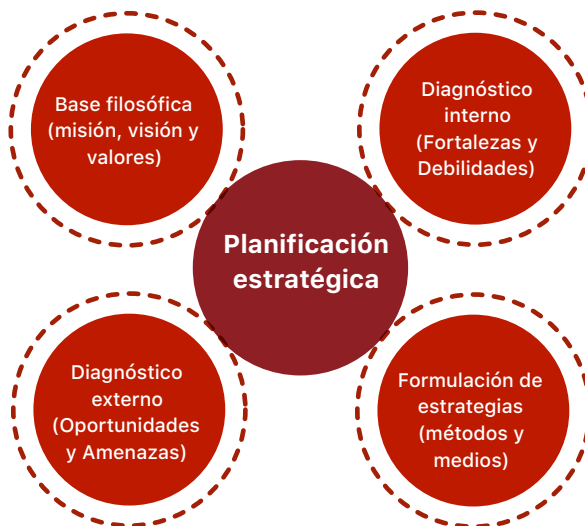 Base filosófica
(misión, visión y
valores)
Diagnóstico
interno
(Fortalezas y
Debilidades)
Planificación
estratégica
Diagnóstico
externo
(Oportunidades
y Amenazas)
Formulación de
estrategias
(métodos y
medios)